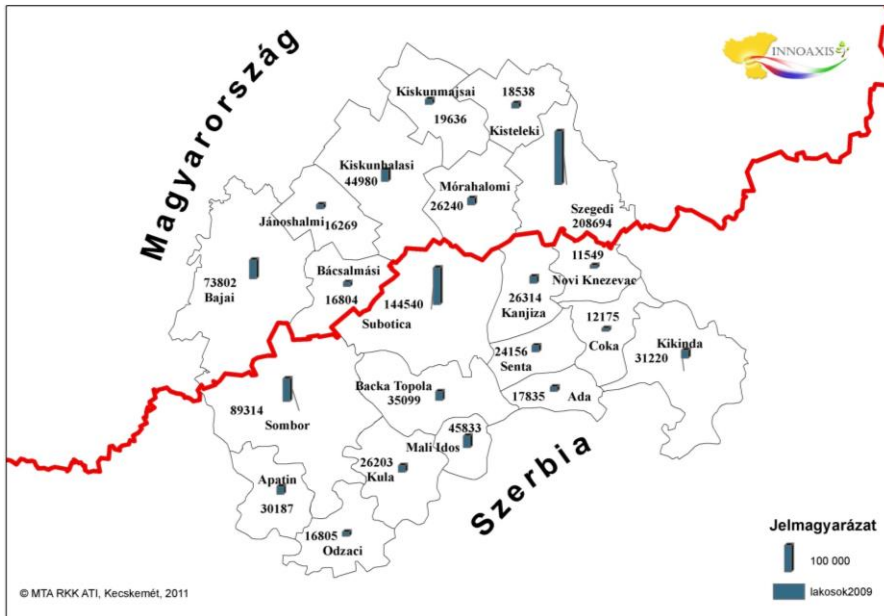 Magyarország
INNOAXIS
Kiskunmajsai
19636
18538
Kisteleki
Kiskunhalasi
44980
Mórahalomi
26240
Szegedi
208694
Jánoshalmi
16269
73802
Bajai
Bácsalmási
16804
144540
Subotica
26314
Kanjiza
11549
Novi Knezevac
12175
Coka
Kikinda
31220
24156
Senta
17835
Ada
Backa Topola
35099
89314
Sombor
45833
Mali Idos
26203
Kula
Apatin
30187
16805
Odzaci
Szerbia
Jelmagyarázat
100 000
lakosok2009
© MTA RKK ATI, Kecskemét, 2011